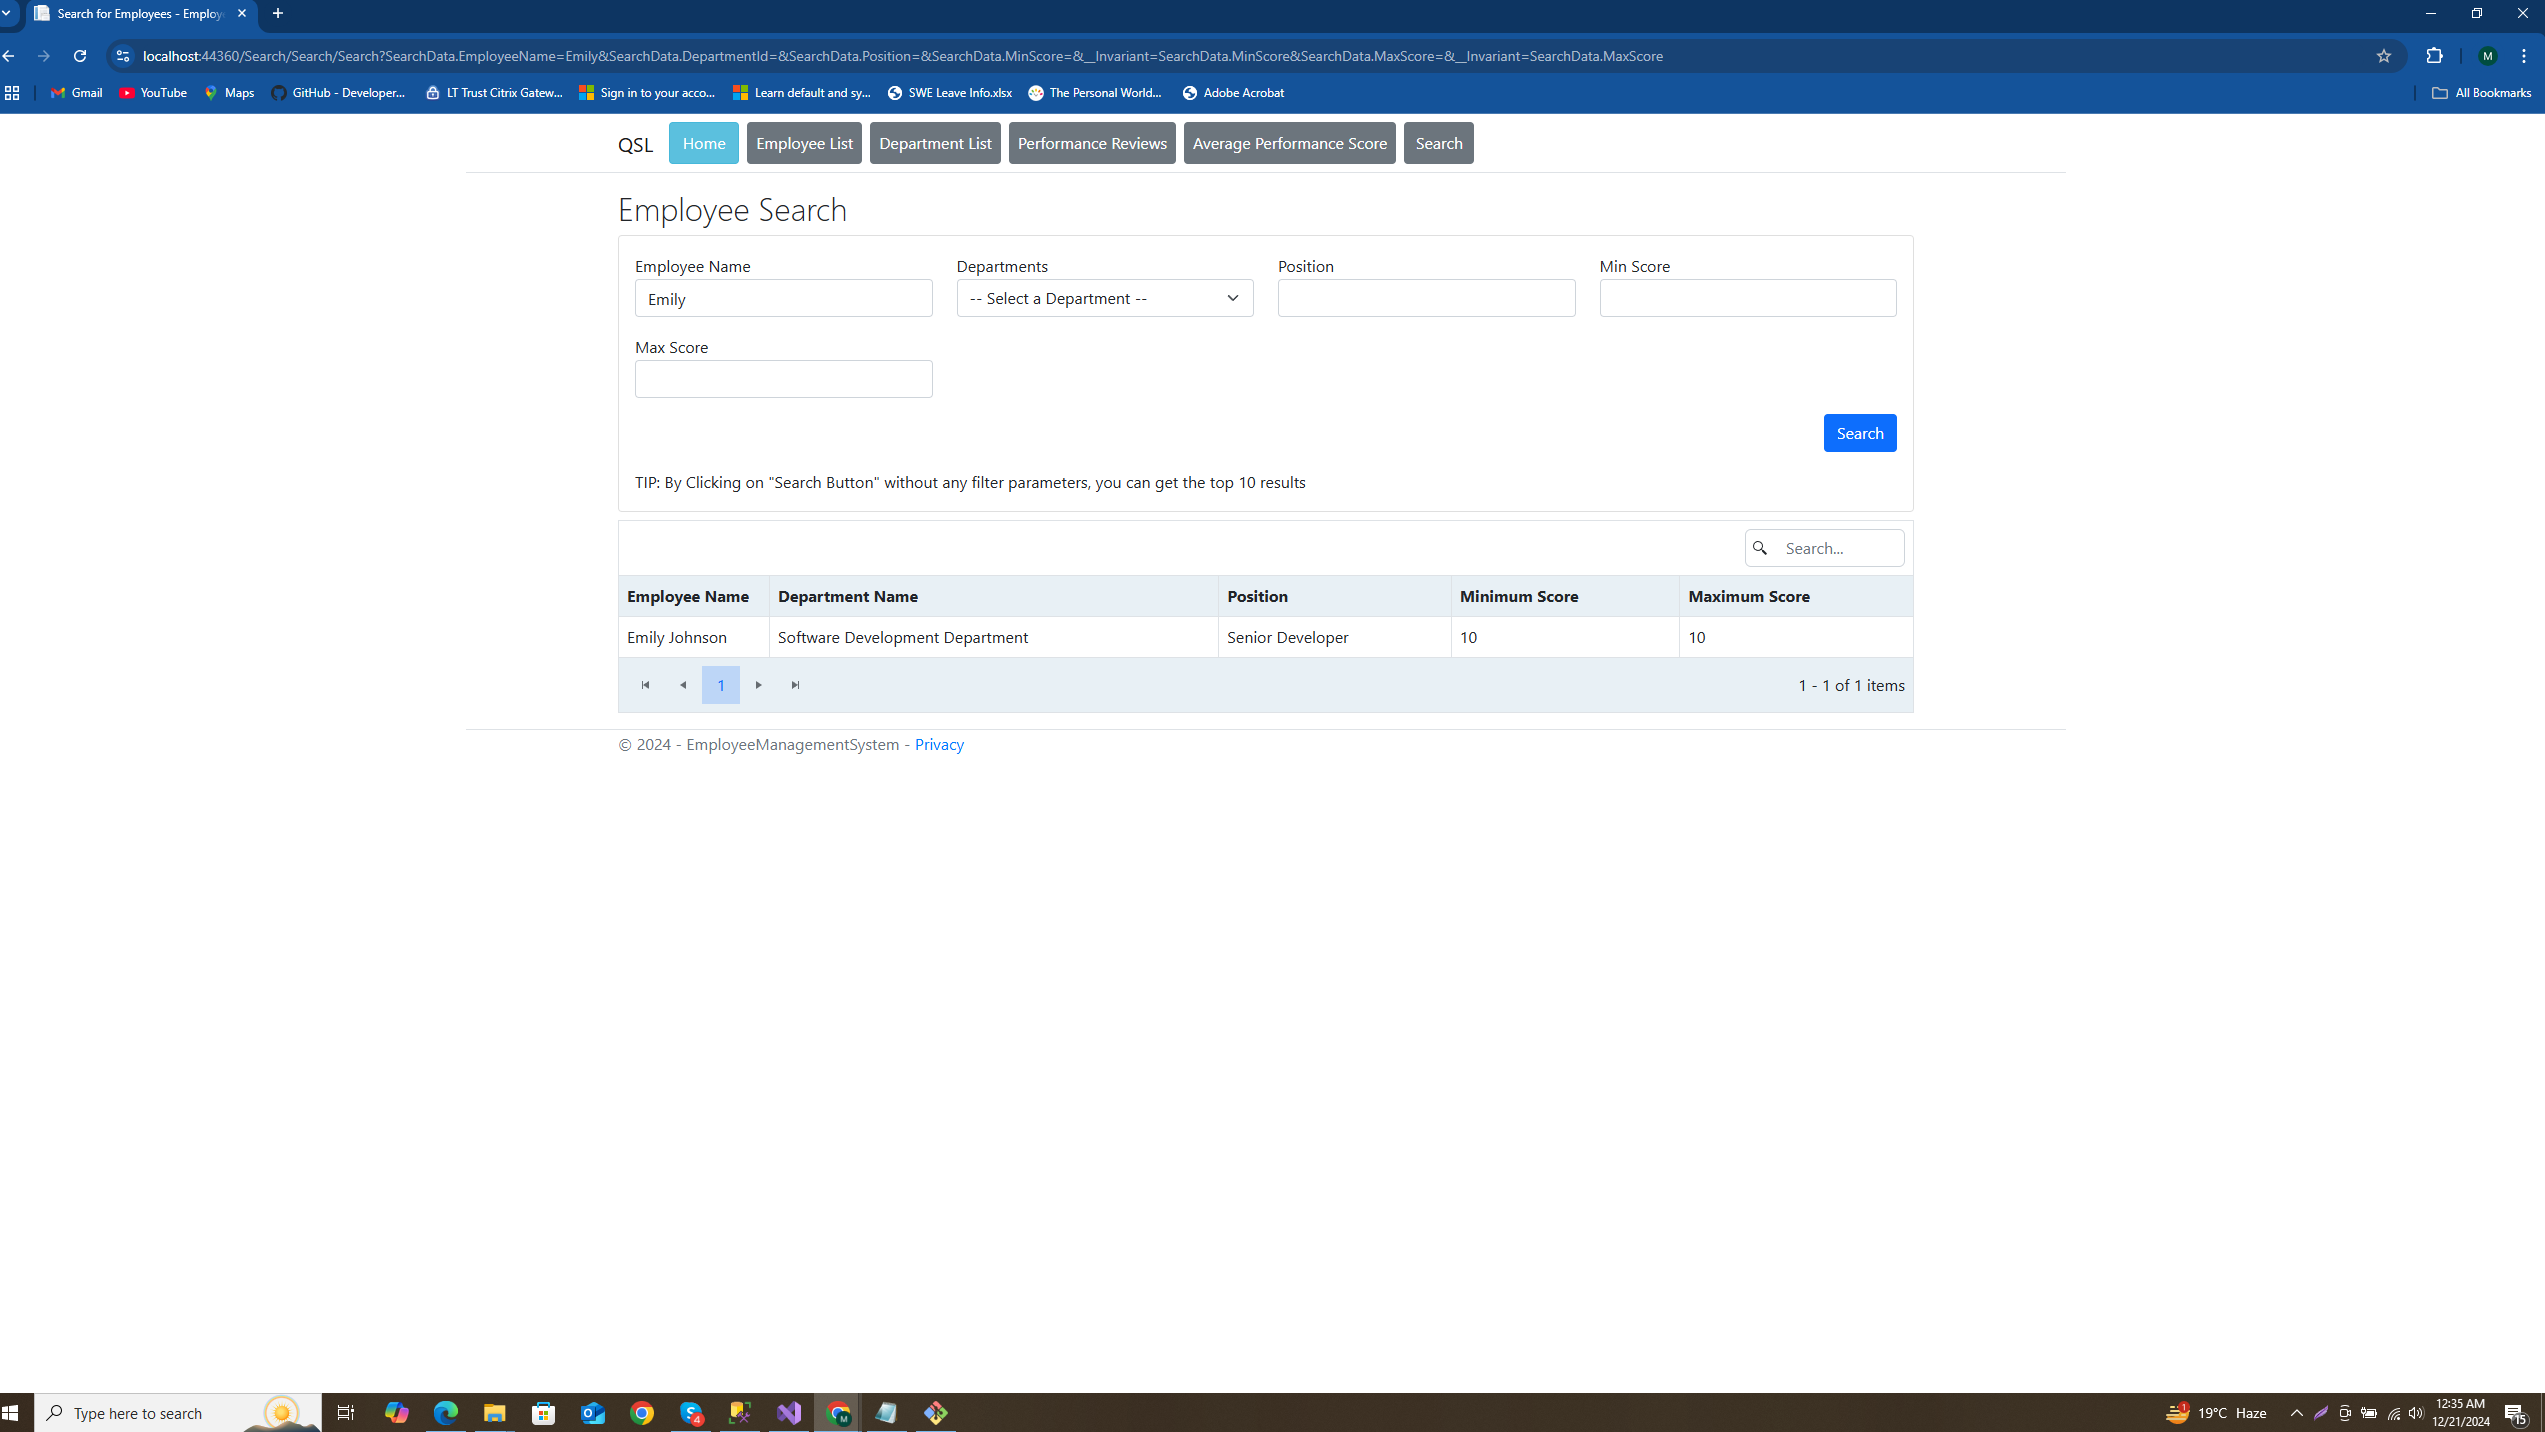 Search for Employees - Employ
localhost:44360/Search/Search/Search?SearchData.EmployeeName=Emily&SearchData.DepartmentId=&SearchData.Position=&SearchData.MinScore=&__Invariant=SearchData.MinScore&SearchData.MaxScore=&__Invariant=SearchData.MaxScore
M
Gmail YouTube Maps GitHub - Developer... LT Trust Citrix Gatew... Sign in to your acco... Learn default and sy... SWE Leave Info.xlsx The Personal World... Adobe Acrobat All Bookmarks
QSL Home Employee List Department List Performance Reviews Average Performance Score Search
Employee Search
Employee Name Departments Position Min Score
Emily -- Select a Department --
Max Score
Search
TIP: By Clicking on "Search Button" without any filter parameters, you can get the top 10 results
Search...
Employee Name Department Name Position Minimum Score Maximum Score
Emily Johnson Software Development Department Senior Developer 10 10
1 1 - 1 of 1 items
© 2024 - EmployeeManagementSystem - Privacy
Type here to search 4 M 1 19°C Haze 12:35 AM
12/21/2024 15